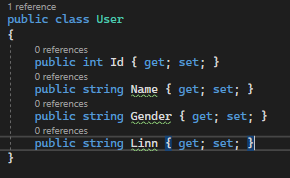 1 reference
public class User
{
0 references
public int Id { get; set; }
0 references
public string Name { get; set; }
0 references
public string Gender { get; set; }
0 references
public string Linn { get; set; }
}